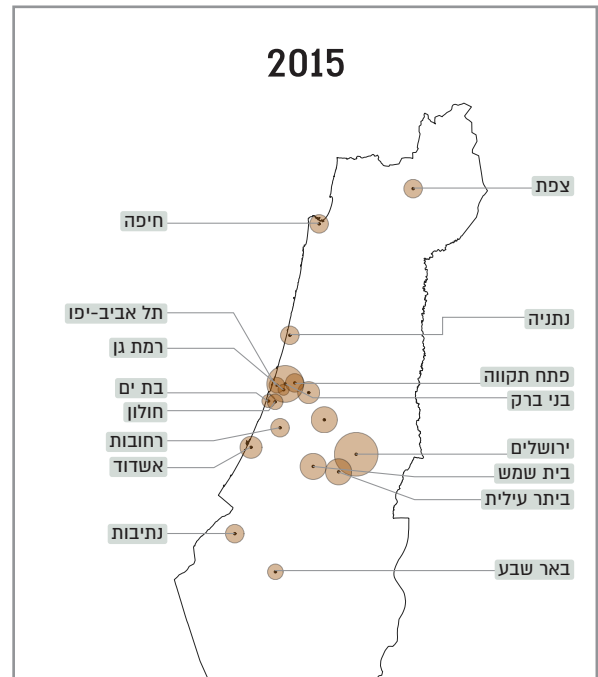 2015
צפת
חיפה
תל אביב-יפו
נתניה
רמת גן
פתח תקווה
בת ים
בני ברק
חולון
רחובות
ירושלים
אשדוד
בית שמש
ביתר עילית
נתיבות
באר שבע